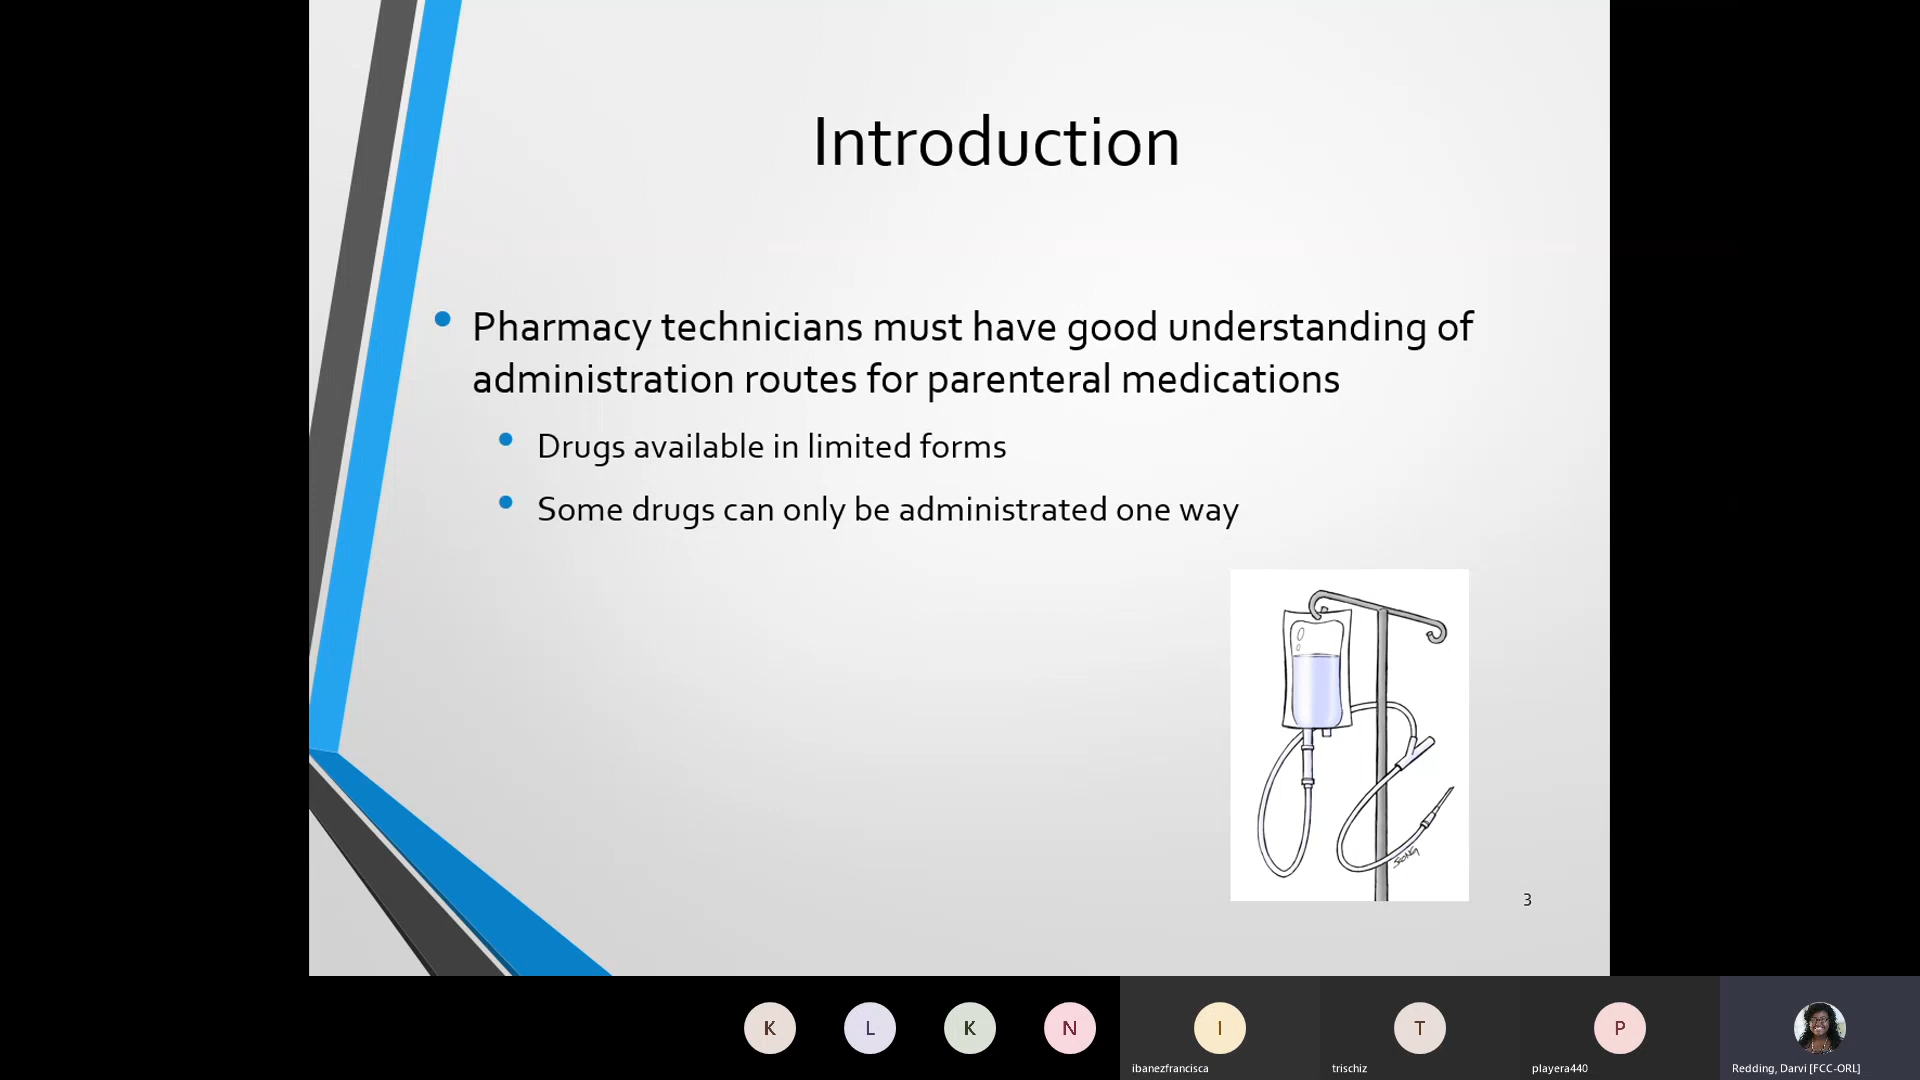 Introduction
Pharmacy technicians must have good understanding of
administration routes for parenteral medications
Drugs available in limited forms
Some drugs can only be administrated one way
SONG
3
K
L
K
N
I
T
P
ibanezfrancisca
trischiz
playera440
Redding, Darvi [FCC-ORL]